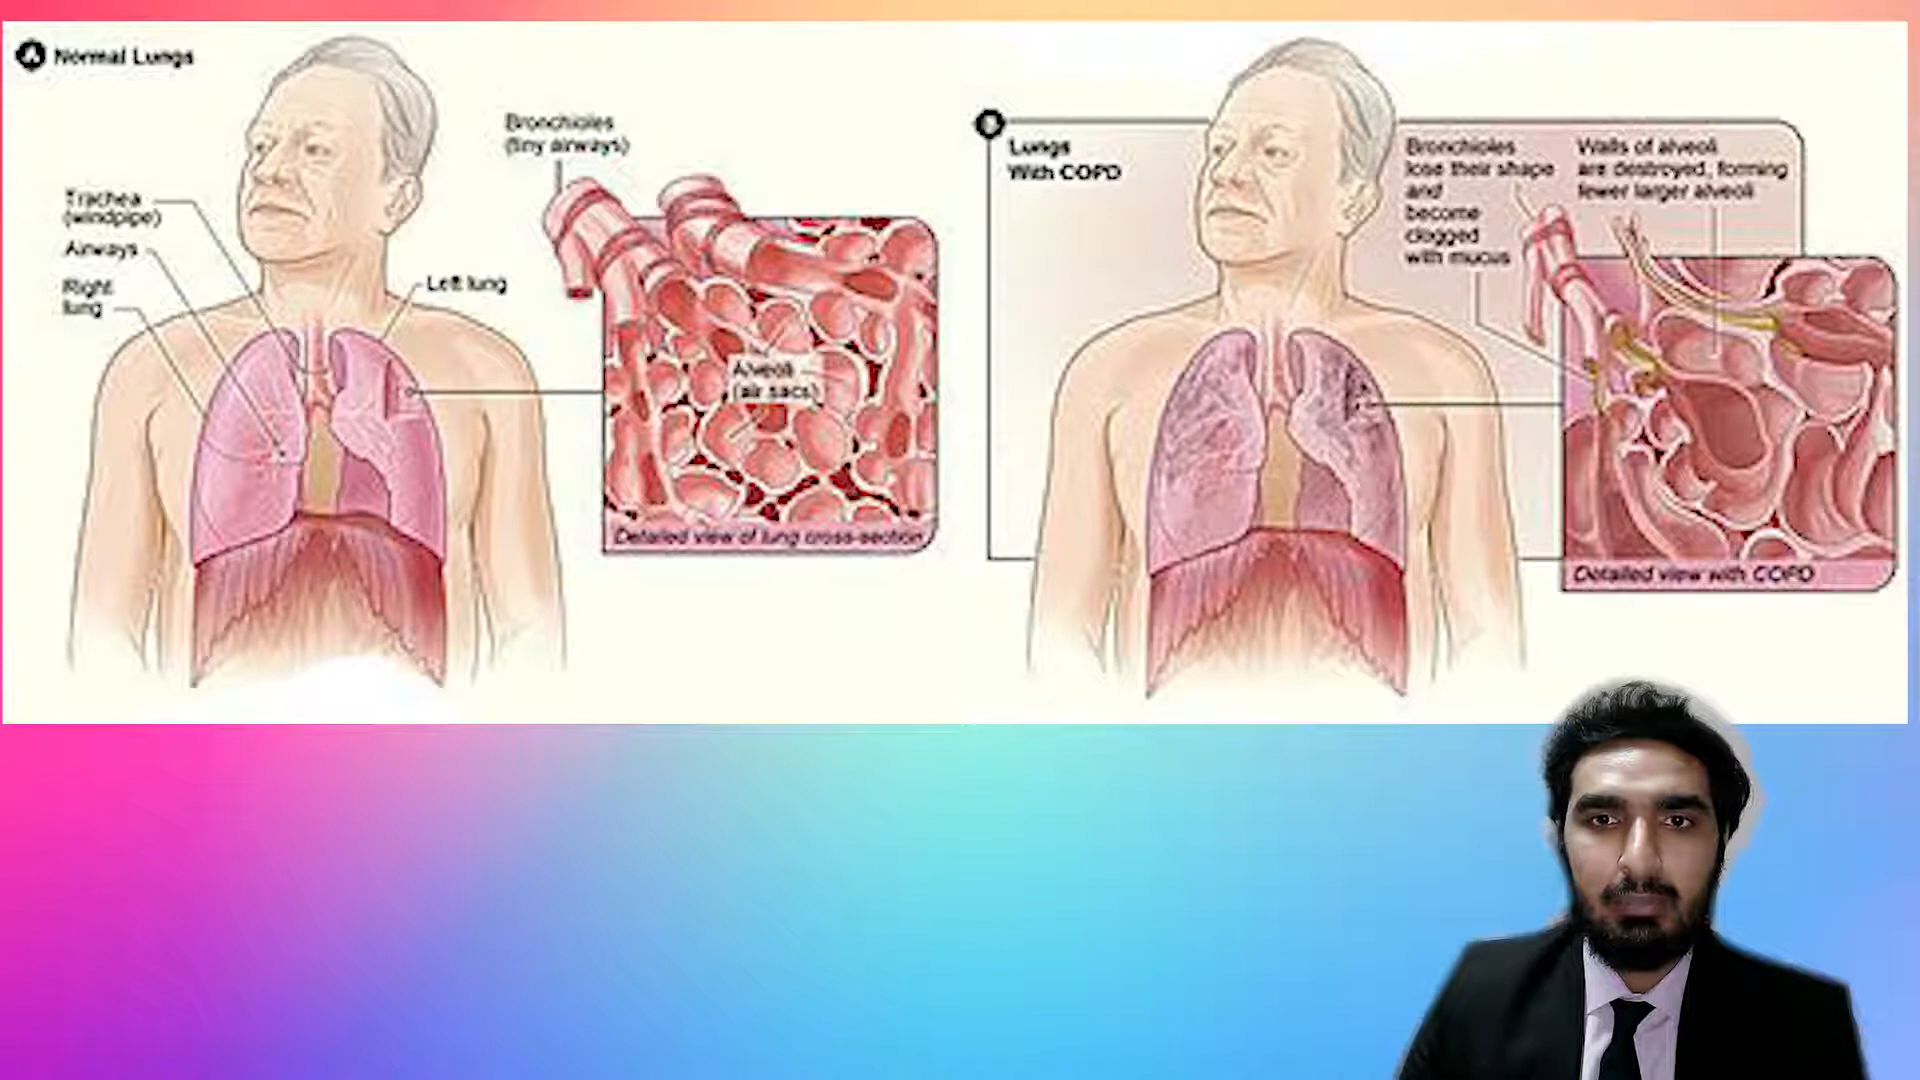 A Normal Lungs
Trachea
(windpipe)
Airways
Right
lung
Left lung
Bronchioles
(tiny airways)
Alveoli
(air sacs)
Detailed view of lung cross-section
B
Lungs
With COPD
Bronchioles
lose their shape
and
become
clogged
with mucus
Walls of alveoli
are destroyed, forming
fewer larger alveoli
Detailed view with COPD